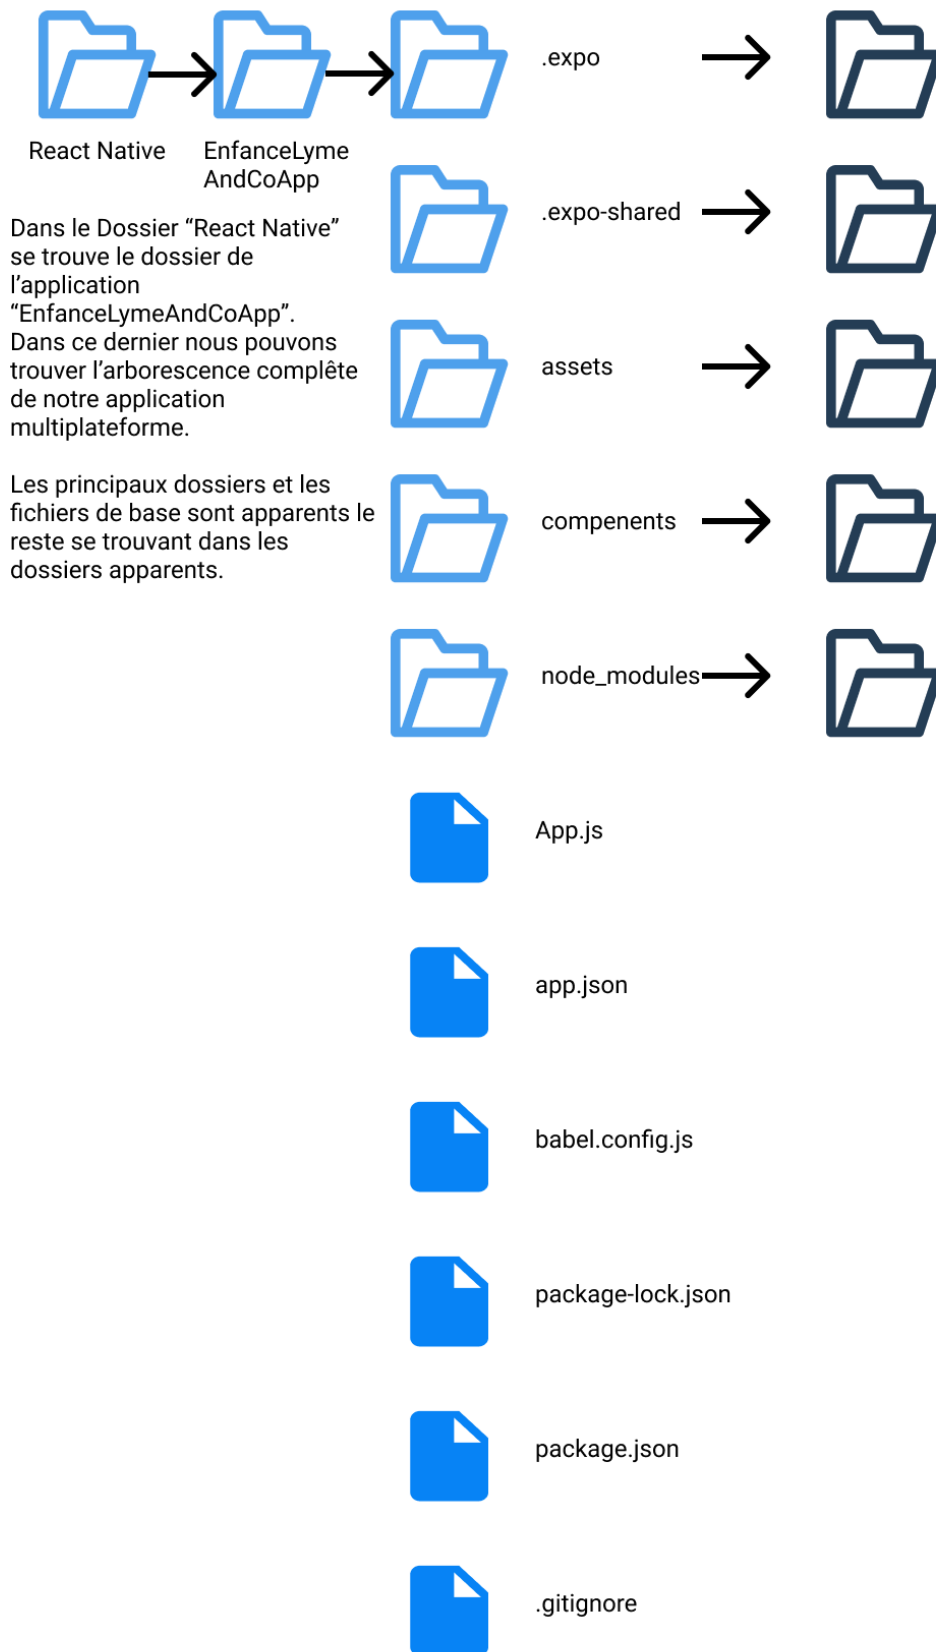 React Native
EnfanceLyme
AndCoApp
Dans le Dossier “React Native”
se trouve le dossier de
l’application
“EnfanceLymeAndCoApp”.
Dans ce dernier nous pouvons
trouver l’arborescence complête
de notre application
multiplateforme.
Les principaux dossiers et les
fichiers de base sont apparents le
reste se trouvant dans les
dossiers apparents.
.expo
.expo-shared
assets
compenents
node_modules
App.js
app.json
babel.config.js
package-lock.json
package.json
.gitignore